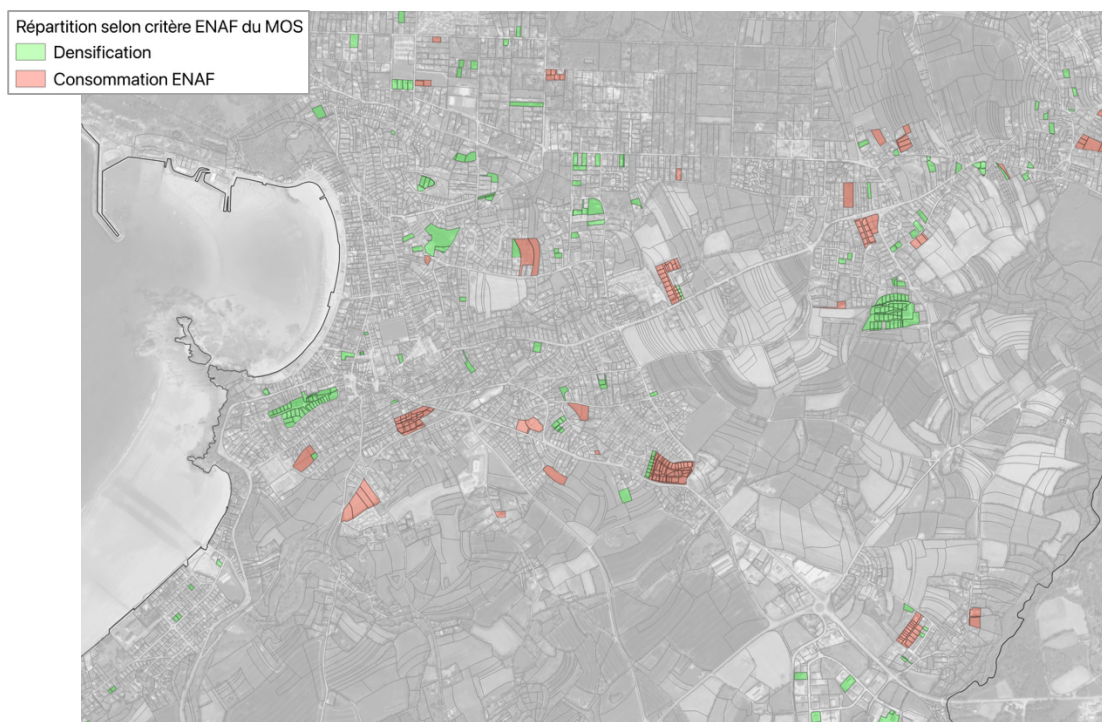 Répartition selon critère ENAF du MOS
Densification
Consommation ENAF